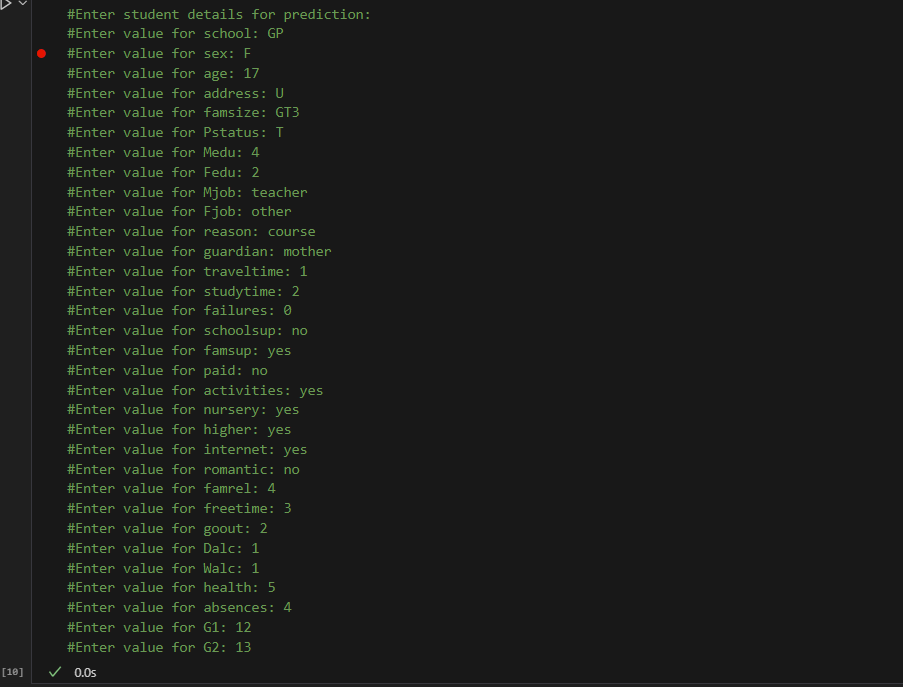 #Enter student details for prediction:
#Enter value for school: GP
#Enter value for sex: F
#Enter value for age: 17
#Enter value for address: U
#Enter value for famsize: GT3
#Enter value for Pstatus: T
#Enter value for Medu: 4
#Enter value for Fedu: 2
#Enter value for Mjob: teacher
#Enter value for Fjob: other
#Enter value for reason: course
#Enter value for guardian: mother
#Enter value for traveltime: 1
#Enter value for studytime: 2
#Enter value for failures: 0
#Enter value for schoolsup: no
#Enter value for famsup: yes
#Enter value for paid: no
#Enter value for activities: yes
#Enter value for nursery: yes
#Enter value for higher: yes
#Enter value for internet: yes
#Enter value for romantic: no
#Enter value for famrel: 4
#Enter value for freetime: 3
#Enter value for goout: 2
#Enter value for Dalc: 1
#Enter value for Walc: 1
#Enter value for health: 5
#Enter value for absences: 4
#Enter value for G1: 12
#Enter value for G2: 13
[10] 0.0s